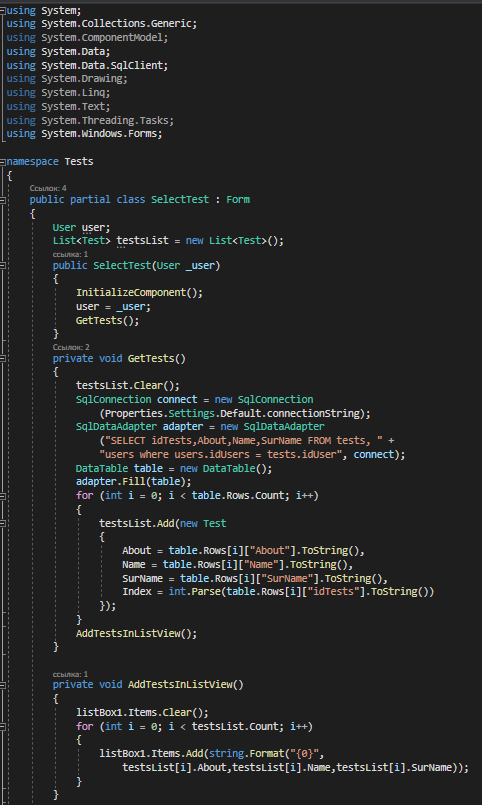 using System;
using System.Collections.Generic;
using System.ComponentModel;
using System.Data;
using System.Data.SqlClient;
using System.Drawing;
using System.Linq;
using System.Text;
using System.Threading.Tasks;
using System.Windows.Forms;

namespace Tests
{
    Ссылок: 4
    public partial class SelectTest : Form
    {
        User user;
        List<Test> testsList = new List<Test>();
        ссылка: 1
        public SelectTest(User _user)
        {
            InitializeComponent();
            user = _user;
            GetTests();
        }
        Ссылок: 2
        private void GetTests()
        {
            testsList.Clear();
            SqlConnection connect = new SqlConnection
                (Properties.Settings.Default.connectionString);
            SqlDataAdapter adapter = new SqlDataAdapter
                ("SELECT idTests,About,Name,SurName FROM tests, " +
                "users where users.idUsers = tests.idUser", connect);
            DataTable table = new DataTable();
            adapter.Fill(table);
            for (int i = 0; i < table.Rows.Count; i++)
            {
                testsList.Add(new Test
                {
                    About = table.Rows[i]["About"].ToString(),
                    Name = table.Rows[i]["Name"].ToString(),
                    SurName = table.Rows[i]["SurName"].ToString(),
                    Index = int.Parse(table.Rows[i]["idTests"].ToString())
                });
            }
            AddTestsInListView();
        }

        ссылка: 1
        private void AddTestsInListView()
        {
            listBox1.Items.Clear();
            for (int i = 0; i < testsList.Count; i++)
            {
                listBox1.Items.Add(string.Format("{0}",
                    testsList[i].About,testsList[i].Name,testsList[i].SurName));
            }
        }